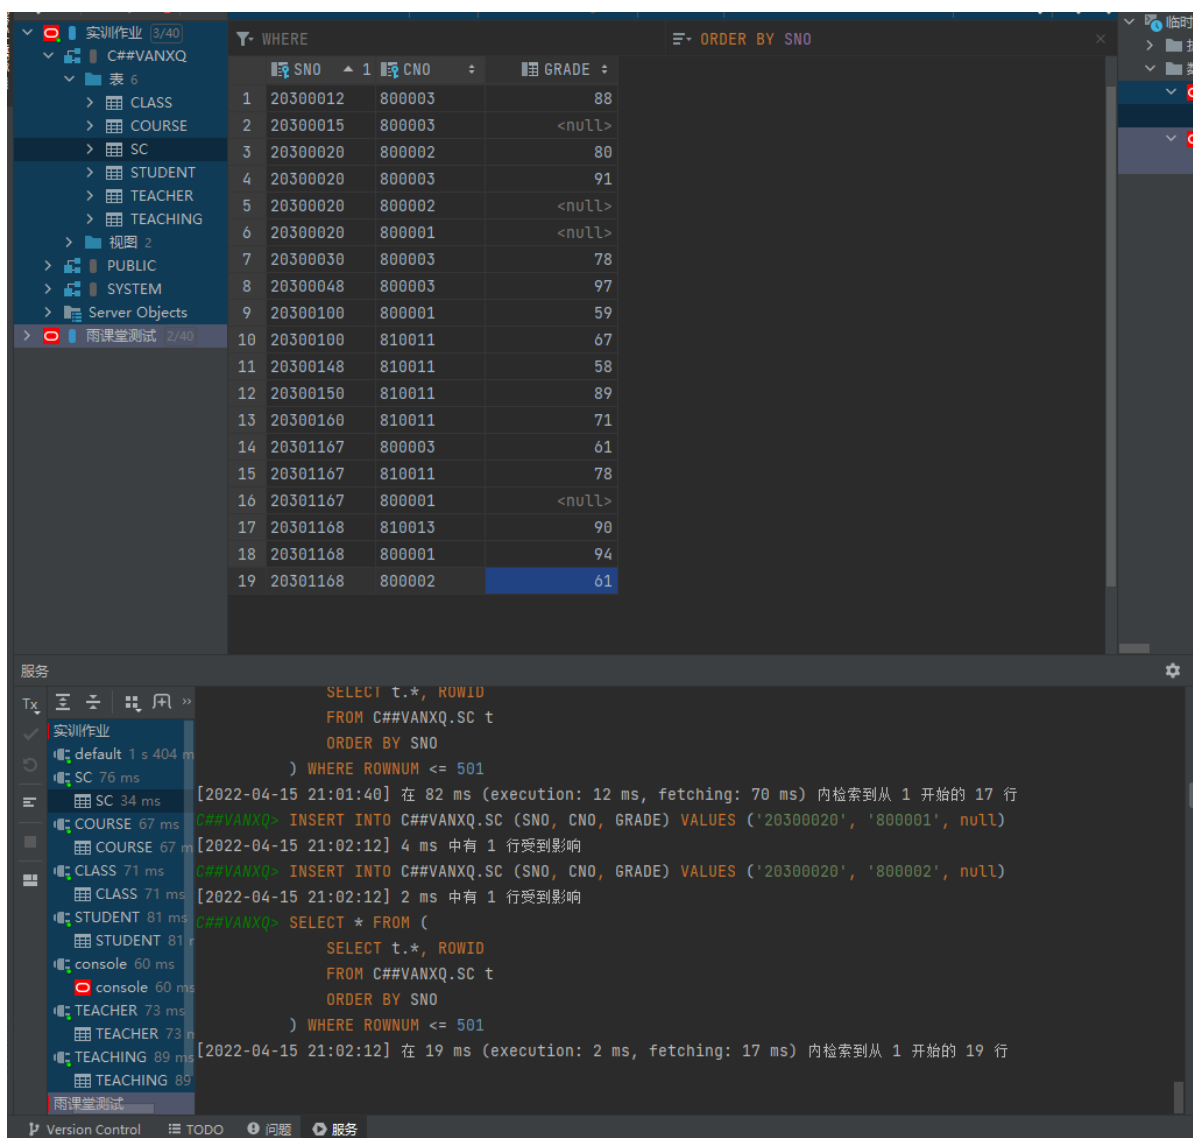 实训作业 3/40
C##VANXQ
表 6
CLASS
COURSE
SC
STUDENT
TEACHER
TEACHING
视图 2
PUBLIC
SYSTEM
Server Objects
雨课堂测试 2/40
WHERE
ORDER BY SNO
SNO 1 CNO GRADE
1 20300012 800003 88
2 20300015 800003 <null>
3 20300020 800002 80
4 20300020 800003 91
5 20300020 800002 <null>
6 20300020 800001 <null>
7 20300030 800003 78
8 20300048 800003 97
9 20300100 800001 59
10 20300100 810011 67
11 20300148 810011 58
12 20300150 810011 89
13 20300160 810011 71
14 20301167 800003 61
15 20301167 810011 78
16 20301167 800001 <null>
17 20301168 810013 90
18 20301168 800001 94
19 20301168 800002 61
临时
服务
Tx
实训作业
default 1 s 404 m
SC 76 ms
SC 34 ms
COURSE 67 ms
COURSE 67 m
CLASS 71 ms
CLASS 71 ms
STUDENT 81 ms
STUDENT 81
console 60 ms
console 60 ms
TEACHER 73 ms
TEACHER 73
TEACHING 89 ms
TEACHING 89
雨课堂测试
SELECT t.*, ROWID
FROM C##VANXQ.SC t
ORDER BY SNO
) WHERE ROWNUM <= 501
[2022-04-15 21:01:40] 在 82 ms (execution: 12 ms, fetching: 70 ms) 内检索到从 1 开始的 17 行
C##VANXQ> INSERT INTO C##VANXQ.SC (SNO, CNO, GRADE) VALUES ('20300020', '800001', null)
[2022-04-15 21:02:12] 4 ms 中有 1 行受到影响
C##VANXQ> INSERT INTO C##VANXQ.SC (SNO, CNO, GRADE) VALUES ('20300020', '800002', null)
[2022-04-15 21:02:12] 2 ms 中有 1 行受到影响
C##VANXQ> SELECT * FROM (
SELECT t.*, ROWID
FROM C##VANXQ.SC t
ORDER BY SNO
) WHERE ROWNUM <= 501
[2022-04-15 21:02:12] 在 19 ms (execution: 2 ms, fetching: 17 ms) 内检索到从 1 开始的 19 行
Version Control TODO 问题 服务